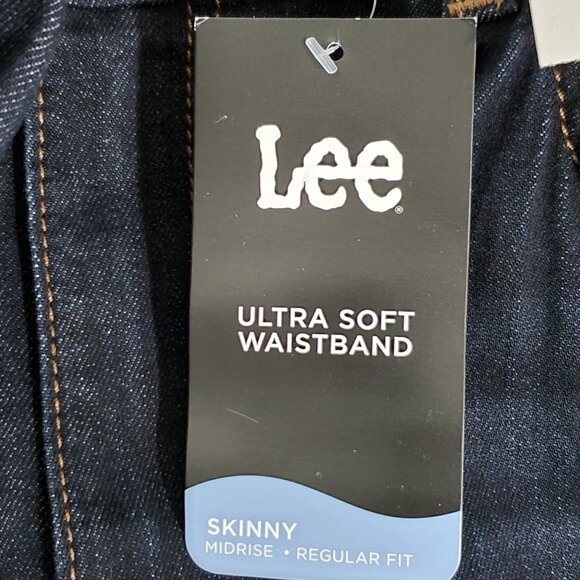 Lee®
ULTRA SOFT
WAISTBAND
SKINNY
MIDRISE • REGULAR FIT